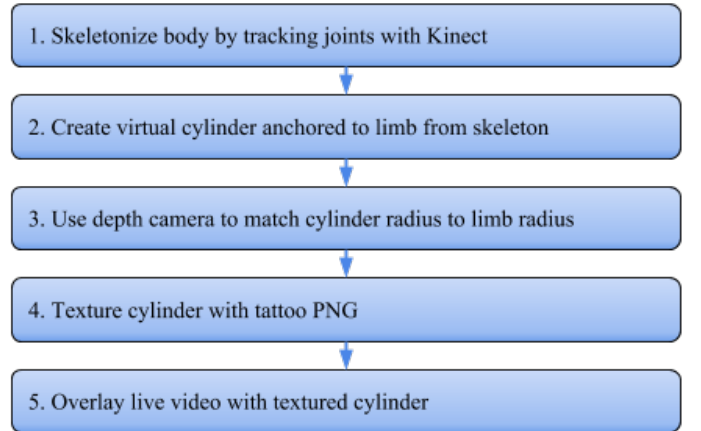 1. Skeletonize body by tracking joints with Kinect
2. Create virtual cylinder anchored to limb from skeleton
3. Use depth camera to match cylinder radius to limb radius
4. Texture cylinder with tattoo PNG
5. Overlay live video with textured cylinder